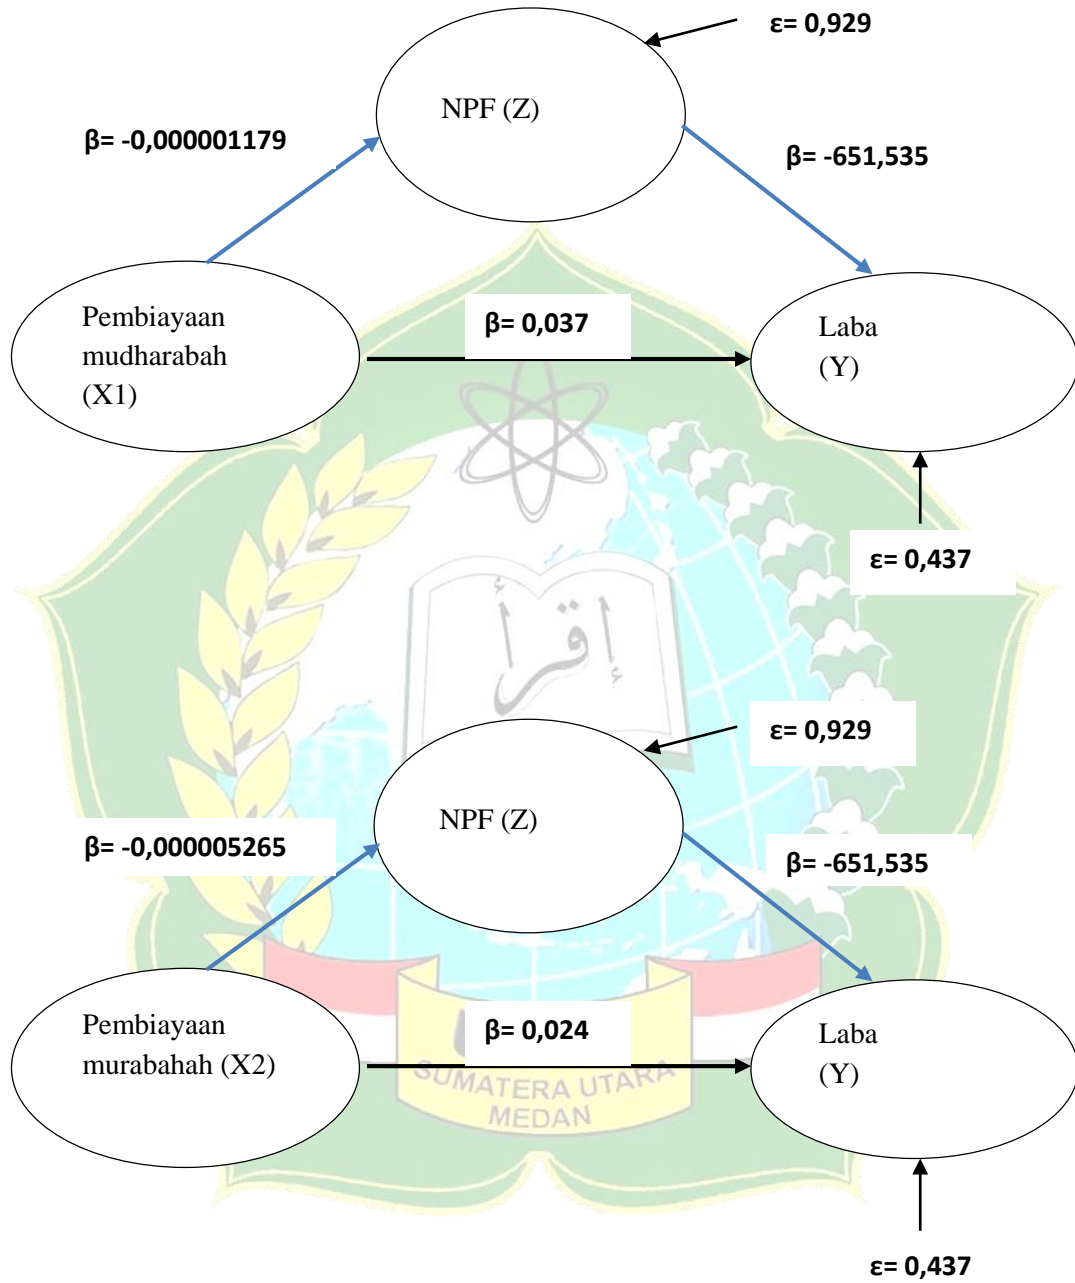 ε= 0,929
NPF (Z)
β= -0,000001179
β= -651,535
Pembiayaan
mudharabah
(X1)
β= 0,037
Laba
(Y)
ε= 0,437
إقرأ
ε= 0,929
NPF (Z)
β= -0,000005265
β= -651,535
Pembiayaan
murabahah (X2)
β= 0,024
Laba
(Y)
SUMATERA UTARA
MEDAN
ε= 0,437